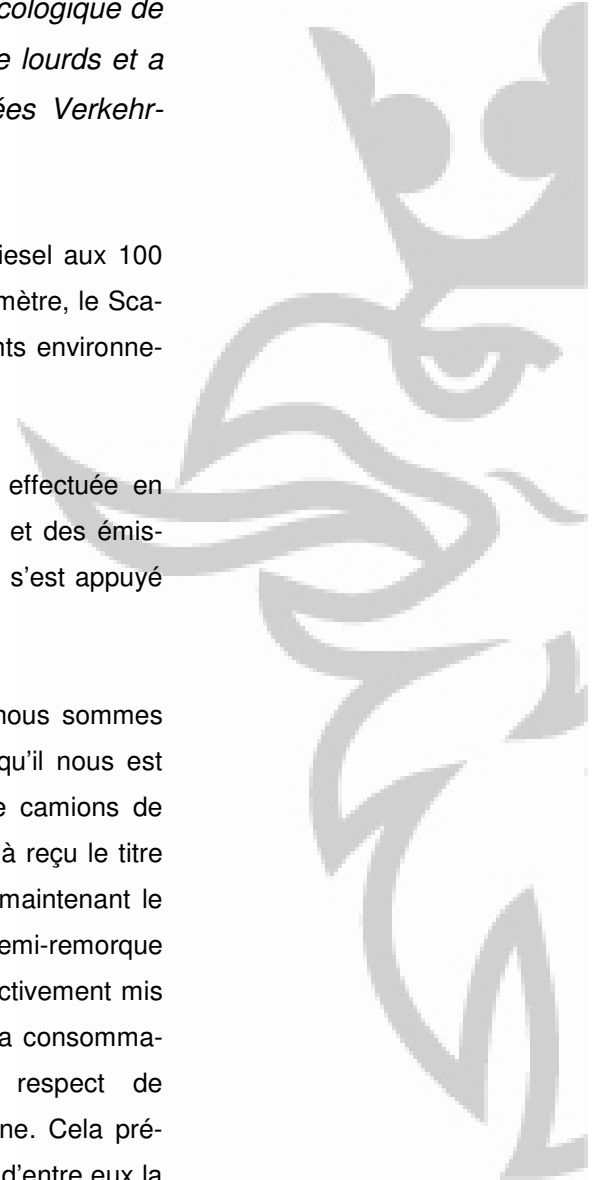 cologique de
e lourds et a
ées Verkehr-
iesel aux 100
mètre, le Sca-
nts environne-
effectuée en
et des émis-
s'est appuyé
nous sommes
qu'il nous est
e camions de
à reçu le titre
maintenant le
emi-remorque
ctivement mis
a consomma-
respect de
ne. Cela pré-
d'entre eux la